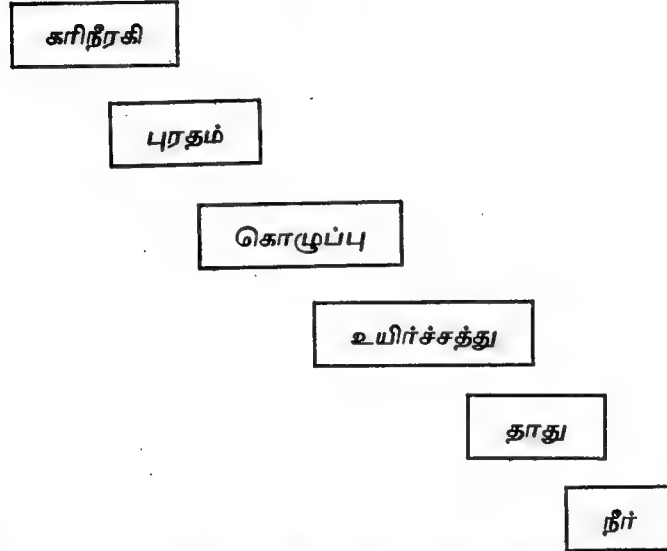 கரிநீரகி
புரதம்
கொழுப்பு
உயிர்ச்சத்து
தாது
நீர்